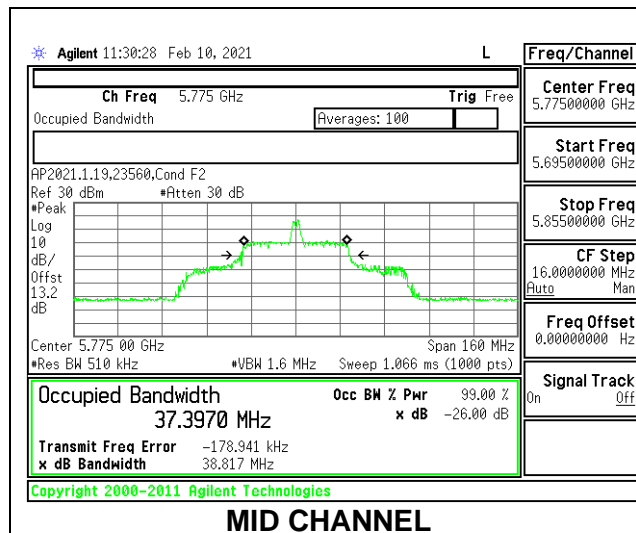 Agilent 11:30:28 Feb 10, 2021 L
Freq/Channel
Ch Freq 5.775 GHz Trig Free
Occupied Bandwidth Averages: 100
AP2021.1.19,23560,Cond F2
Ref 30 dBm #Atten 30 dB
#Peak
Log
10
dB/
Offst
13.2
dB
Center 5.775 00 GHz Span 160 MHz
#Res BW 510 kHz #VBW 1.6 MHz Sweep 1.066 ms (1000 pts)
Occupied Bandwidth Occ BW % Pwr 99.00 %
37.3970 MHz x dB -26.00 dB
Transmit Freq Error -178.941 kHz
x dB Bandwidth 38.817 MHz
Center Freq
5.77500000 GHz
Start Freq
5.69500000 GHz
Stop Freq
5.85500000 GHz
CF Step
16.0000000 MHz
Auto Man
Freq Offset
0.00000000 Hz
Signal Track
On Off
Copyright 2000-2011 Agilent Technologies
MID CHANNEL